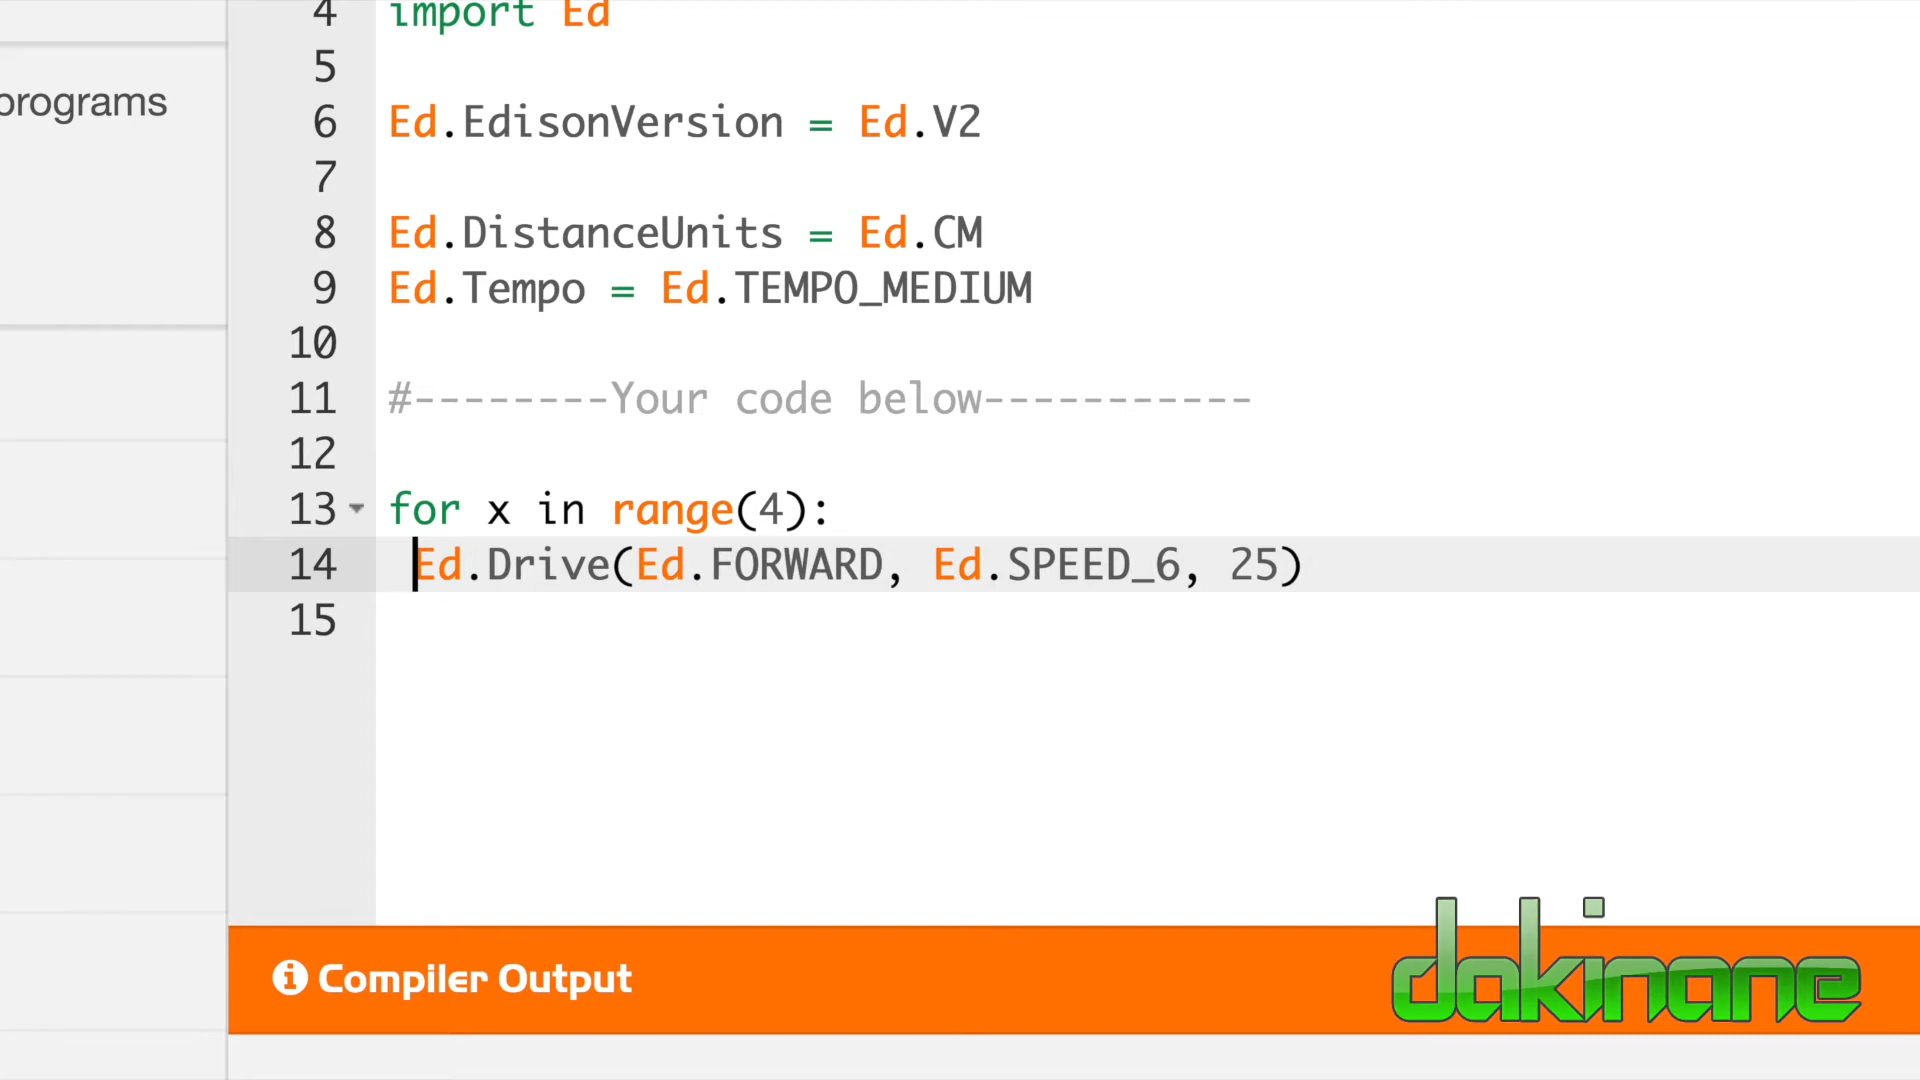 4 import Ed
5
programs
6 Ed.EdisonVersion = Ed.V2
7
8 Ed.DistanceUnits = Ed.CM
9 Ed.Tempo = Ed.TEMPO_MEDIUM
10
11 #--------Your code below-----------
12
13 for x in range(4):
14  Ed.Drive(Ed.FORWARD, Ed.SPEED_6, 25)
15
Compiler Output
dakinane